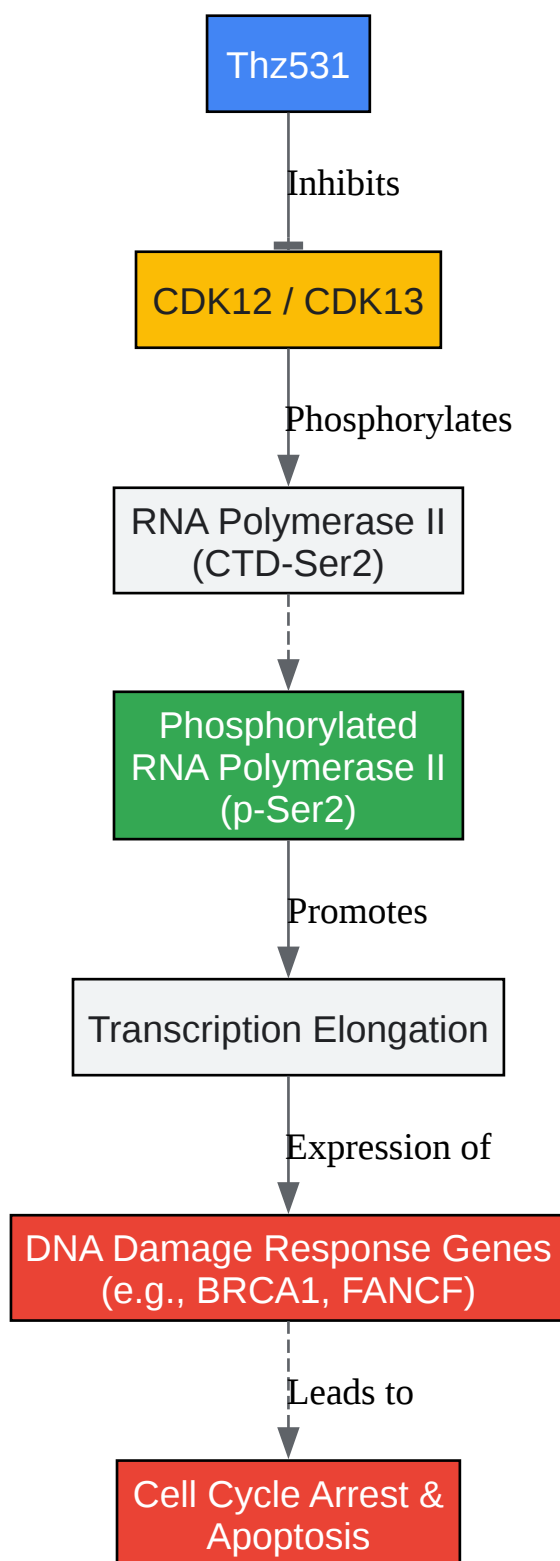 Thz531
Inhibits
CDK12 / CDK13
Phosphorylates
RNA Polymerase II
(CTD-Ser2)
Phosphorylated
RNA Polymerase II
(p-Ser2)
Promotes
Transcription Elongation
Expression of
DNA Damage Response Genes
(e.g., BRCA1, FANCF)
Leads to
Cell Cycle Arrest &
Apoptosis